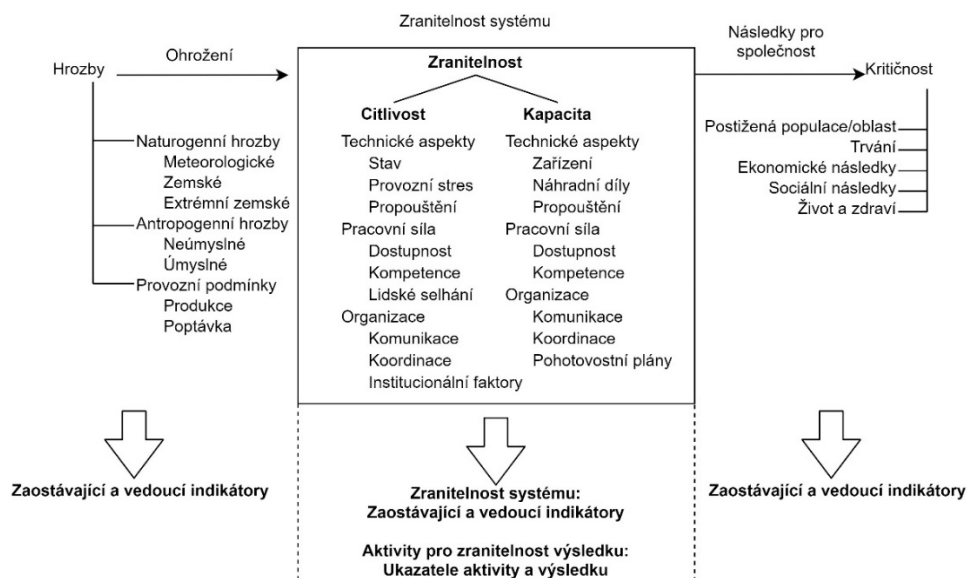 Zranitelnost systému
Hrozby
Ohrožení
Naturogenní hrozby
Meteorologické
Zemské
Extrémní zemské
Antropogenní hrozby
Neúmyslné
Úmyslné
Provozní podmínky
Produkce
Poptávka
Zranitelnost
Citlivost
Technické aspekty
Stav
Provozní stres
Propouštění
Pracovní síla
Dostupnost
Kompetence
Lidské selhání
Organizace
Komunikace
Koordinace
Institucionální faktory
Kapacita
Technické aspekty
Zařízení
Náhradní díly
Propouštění
Pracovní síla
Dostupnost
Kompetence
Organizace
Komunikace
Koordinace
Pohotovostní plány
Následky pro
společnost
Kritičnost
Postižená populace/oblast
Trvání
Ekonomické následky
Sociální následky
Život a zdraví
Zaostávající a vedoucí indikátory
Zranitelnost systému:
Zaostávající a vedoucí indikátory
Aktivity pro zranitelnost výsledku:
Ukazatele aktivity a výsledku
Zaostávající a vedoucí indikátory